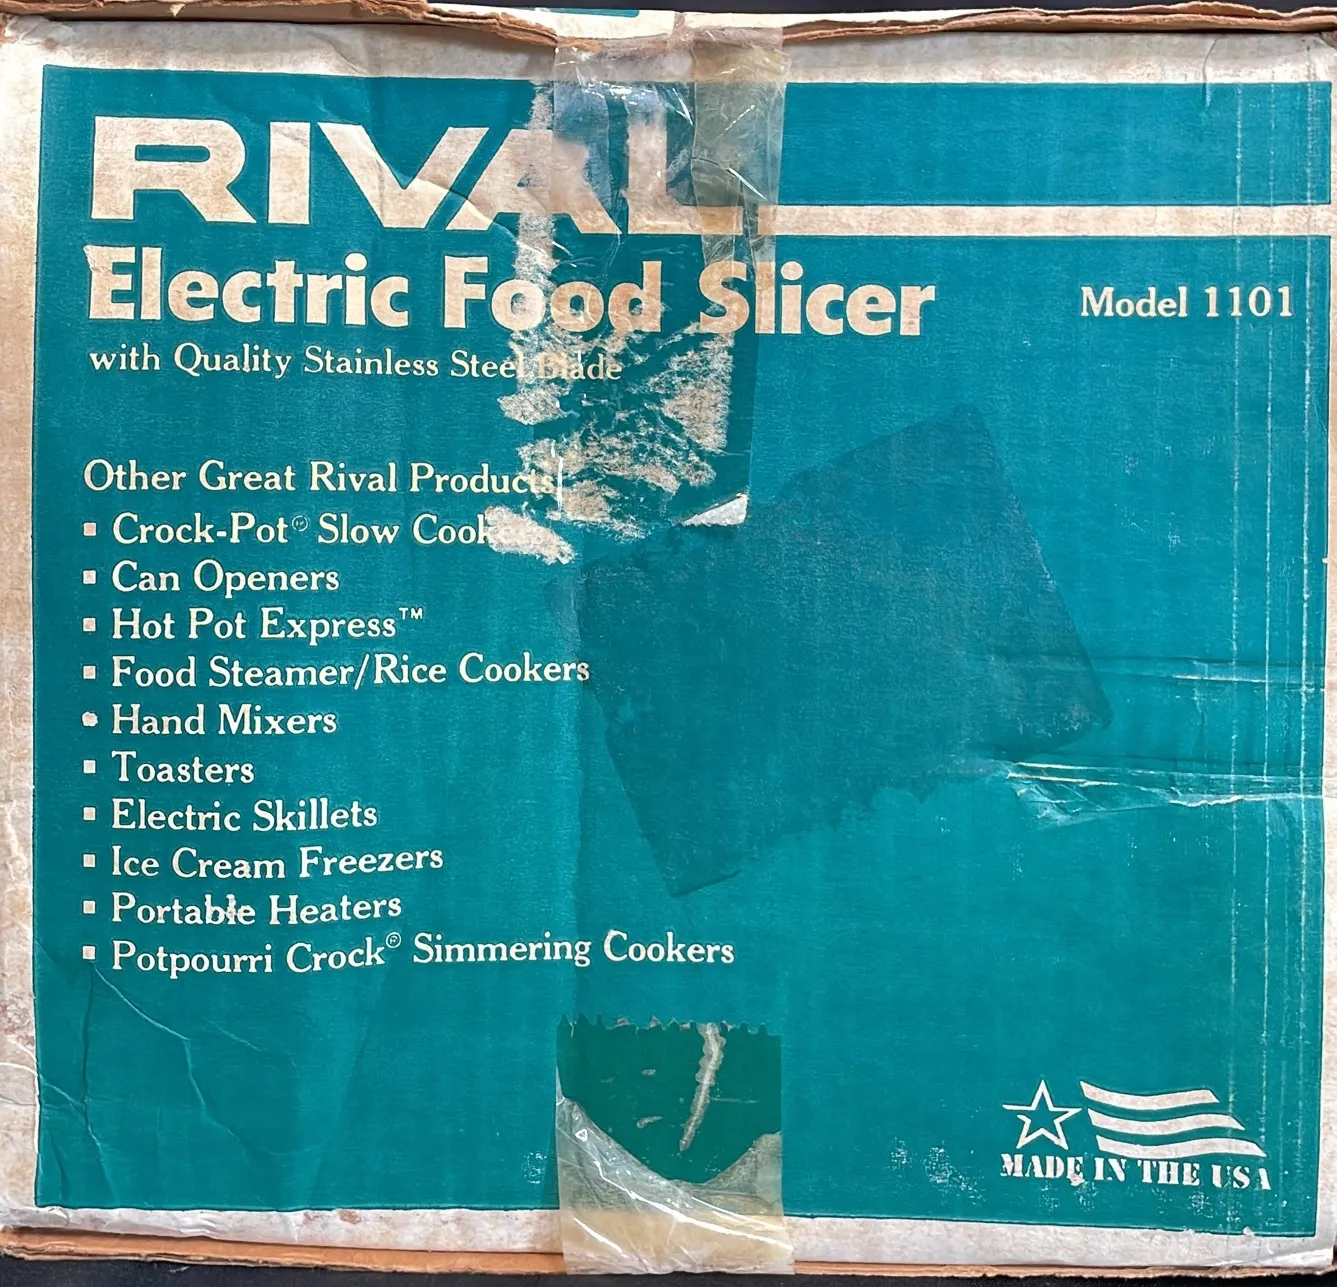 RIVAL
Electric Food Slicer
Model 1101
with Quality Stainless Steel Blade
Other Great Rival Products
▪ Crock-Pot® Slow Cook
▪ Can Openers
▪ Hot Pot Express™
▪ Food Steamer/Rice Cookers
▪ Hand Mixers
▪ Toasters
▪ Electric Skillets
▪ Ice Cream Freezers
▪ Portable Heaters
▪ Potpourri Crock® Simmering Cookers
MADE IN THE USA